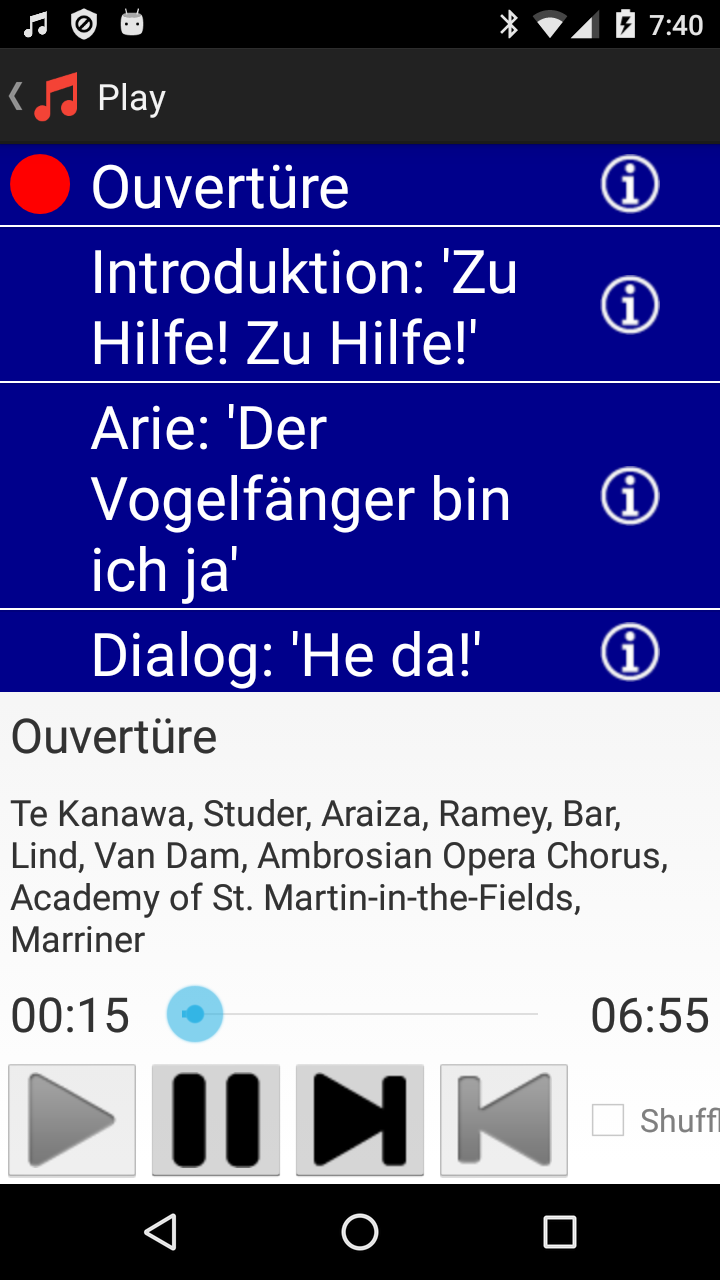 7:40
Play
Ouvertüre
Introduktion: 'Zu
Hilfe! Zu Hilfe!'
Arie: 'Der
Vogelfänger bin
ich ja'
Dialog: 'He da!'
Ouvertüre
Te Kanawa, Studer, Araiza, Ramey, Bar,
Lind, Van Dam, Ambrosian Opera Chorus,
Academy of St. Martin-in-the-Fields,
Marriner
00:15 06:55
Shuffl